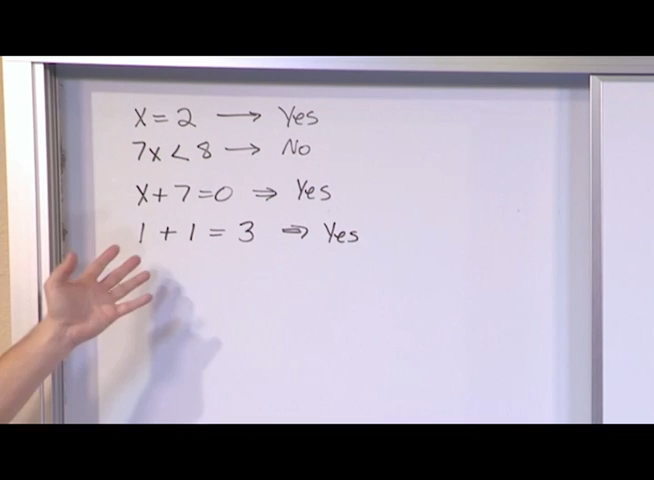 x = 2 → Yes
7x < 8 → No
x + 7 = 0 ⇒ Yes
1 + 1 = 3 ⇒ Yes